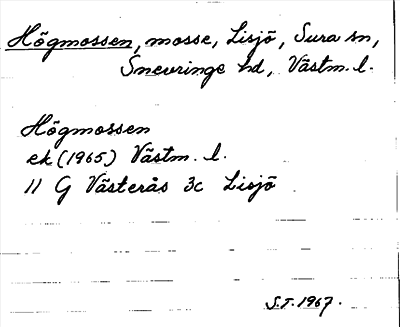 Högmossen, mosse, Lisjö, Sura sn,
Snevringe hd, Västm. l.
Högmossen
ek (1965) Västm. l.
11 G Västerås 3c Lisjö
S.T. 1967.